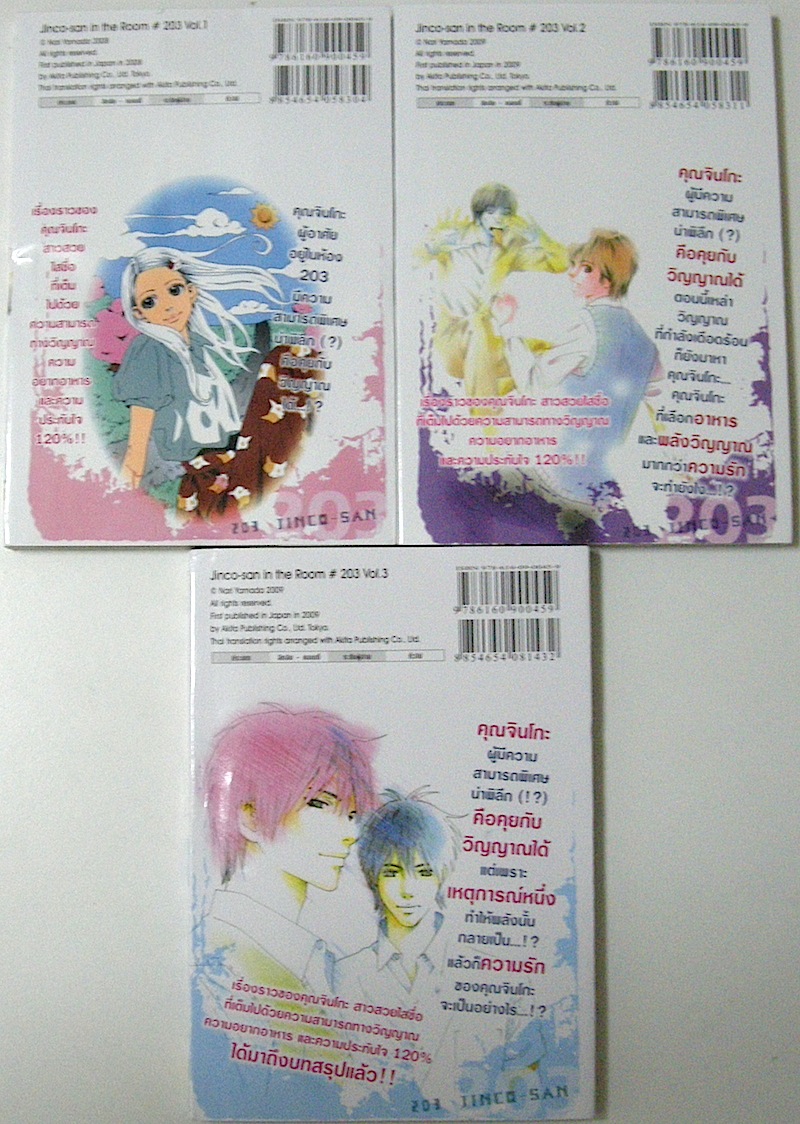 Jinco-san in the Room # 203 Vol.1
© Nari Yamada 2008
All rights reserved.
First published in Japan in 2008
by Akita Publishing Co., Ltd. Tokyo.
Thai translation rights arranged with Akita Publishing Co., Ltd.
9 786160 900459
8 854654 058304
เรื่องราวของ
คุณจินโกะ
สาวสวย
ใสซื่อ
ที่เต็ม
ไปด้วย
ความสามารถ
ทางวิญญาณ
ความ
อยากอาหาร
และความ
ประทับใจ
120%!!
คุณจินโกะ
ผู้อาศัย
อยู่ในห้อง
203
มีความ
สามารถพิเศษ
น่าพิลึก (?)
คือคุยกับ
วิญญาณ
ได้...!?
203
203 JINCO-SAN
Jinco-san in the Room # 203 Vol.2
© Nari Yamada 2009
All rights reserved.
First published in Japan in 2009
by Akita Publishing Co., Ltd. Tokyo.
Thai translation rights arranged with Akita Publishing Co., Ltd.
9 786160 900459
8 854654 058311
คุณจินโกะ
ผู้มีความ
สามารถพิเศษ
น่าพิลึก (?)
คือคุยกับ
วิญญาณได้
ตอนนี้เหล่า
วิญญาณ
ที่กำลังเดือดร้อน
ก็ยังมาหา
คุณจินโกะ...
คุณจินโกะ
ที่เลือกอาหาร
และพลังวิญญาณ
มากกว่าความรัก
จะทำยังไง...!?
เรื่องราวของคุณจินโกะ สาวสวยใสซื่อ
ที่เต็มไปด้วยความสามารถทางวิญญาณ
ความอยากอาหาร
และความประทับใจ 120%!!
203
203 JINCO-SAN
Jinco-san in the Room # 203 Vol.3
© Nari Yamada 2009
All rights reserved.
First published in Japan in 2009
by Akita Publishing Co., Ltd. Tokyo.
Thai translation rights arranged with Akita Publishing Co., Ltd.
9 786160 900459
8 854654 081432
คุณจินโกะ
ผู้มีความ
สามารถพิเศษ
น่าพิลึก (!?)
คือคุยกับ
วิญญาณได้
แต่เพราะ
เหตุการณ์หนึ่ง
ทำให้พลังนั้น
กลายเป็น...!?
แล้วก็ความรัก
ของคุณจินโกะ
จะเป็นอย่างไร...!?
เรื่องราวของคุณจินโกะ สาวสวยใสซื่อ
ที่เต็มไปด้วยความสามารถทางวิญญาณ
ความอยากอาหาร และความประทับใจ 120%
ได้มาถึงบทสรุปแล้ว!!
203
203 JINCO-SAN